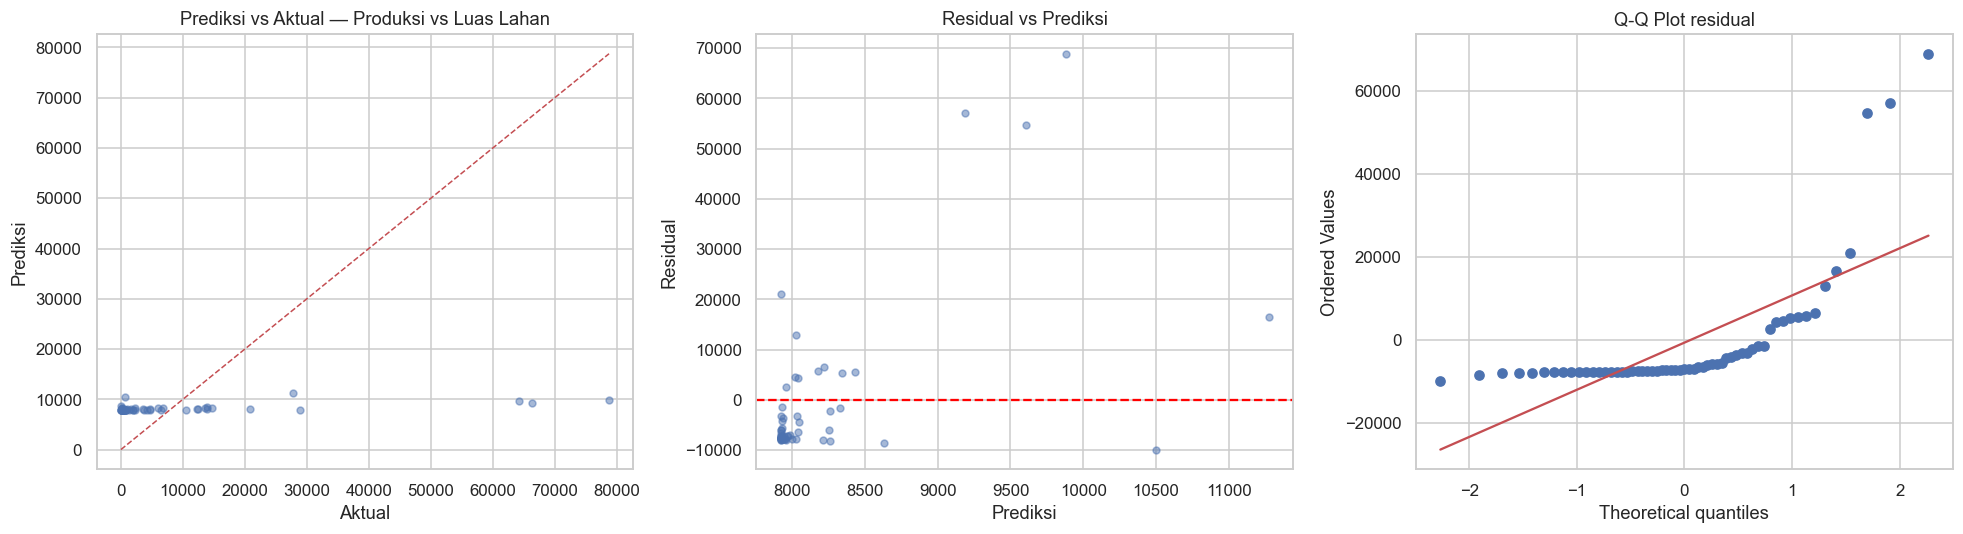 Prediksi vs Aktual — Produksi vs Luas Lahan
80000
70000
60000
50000
40000
30000
20000
10000
0
Prediksi
0 10000 20000 30000 40000 50000 60000 70000 80000
Aktual
Residual vs Prediksi
70000
60000
50000
40000
30000
20000
10000
0
−10000
Residual
8000 8500 9000 9500 10000 10500 11000
Prediksi
Q-Q Plot residual
60000
40000
20000
0
−20000
Ordered Values
−2 −1 0 1 2
Theoretical quantiles